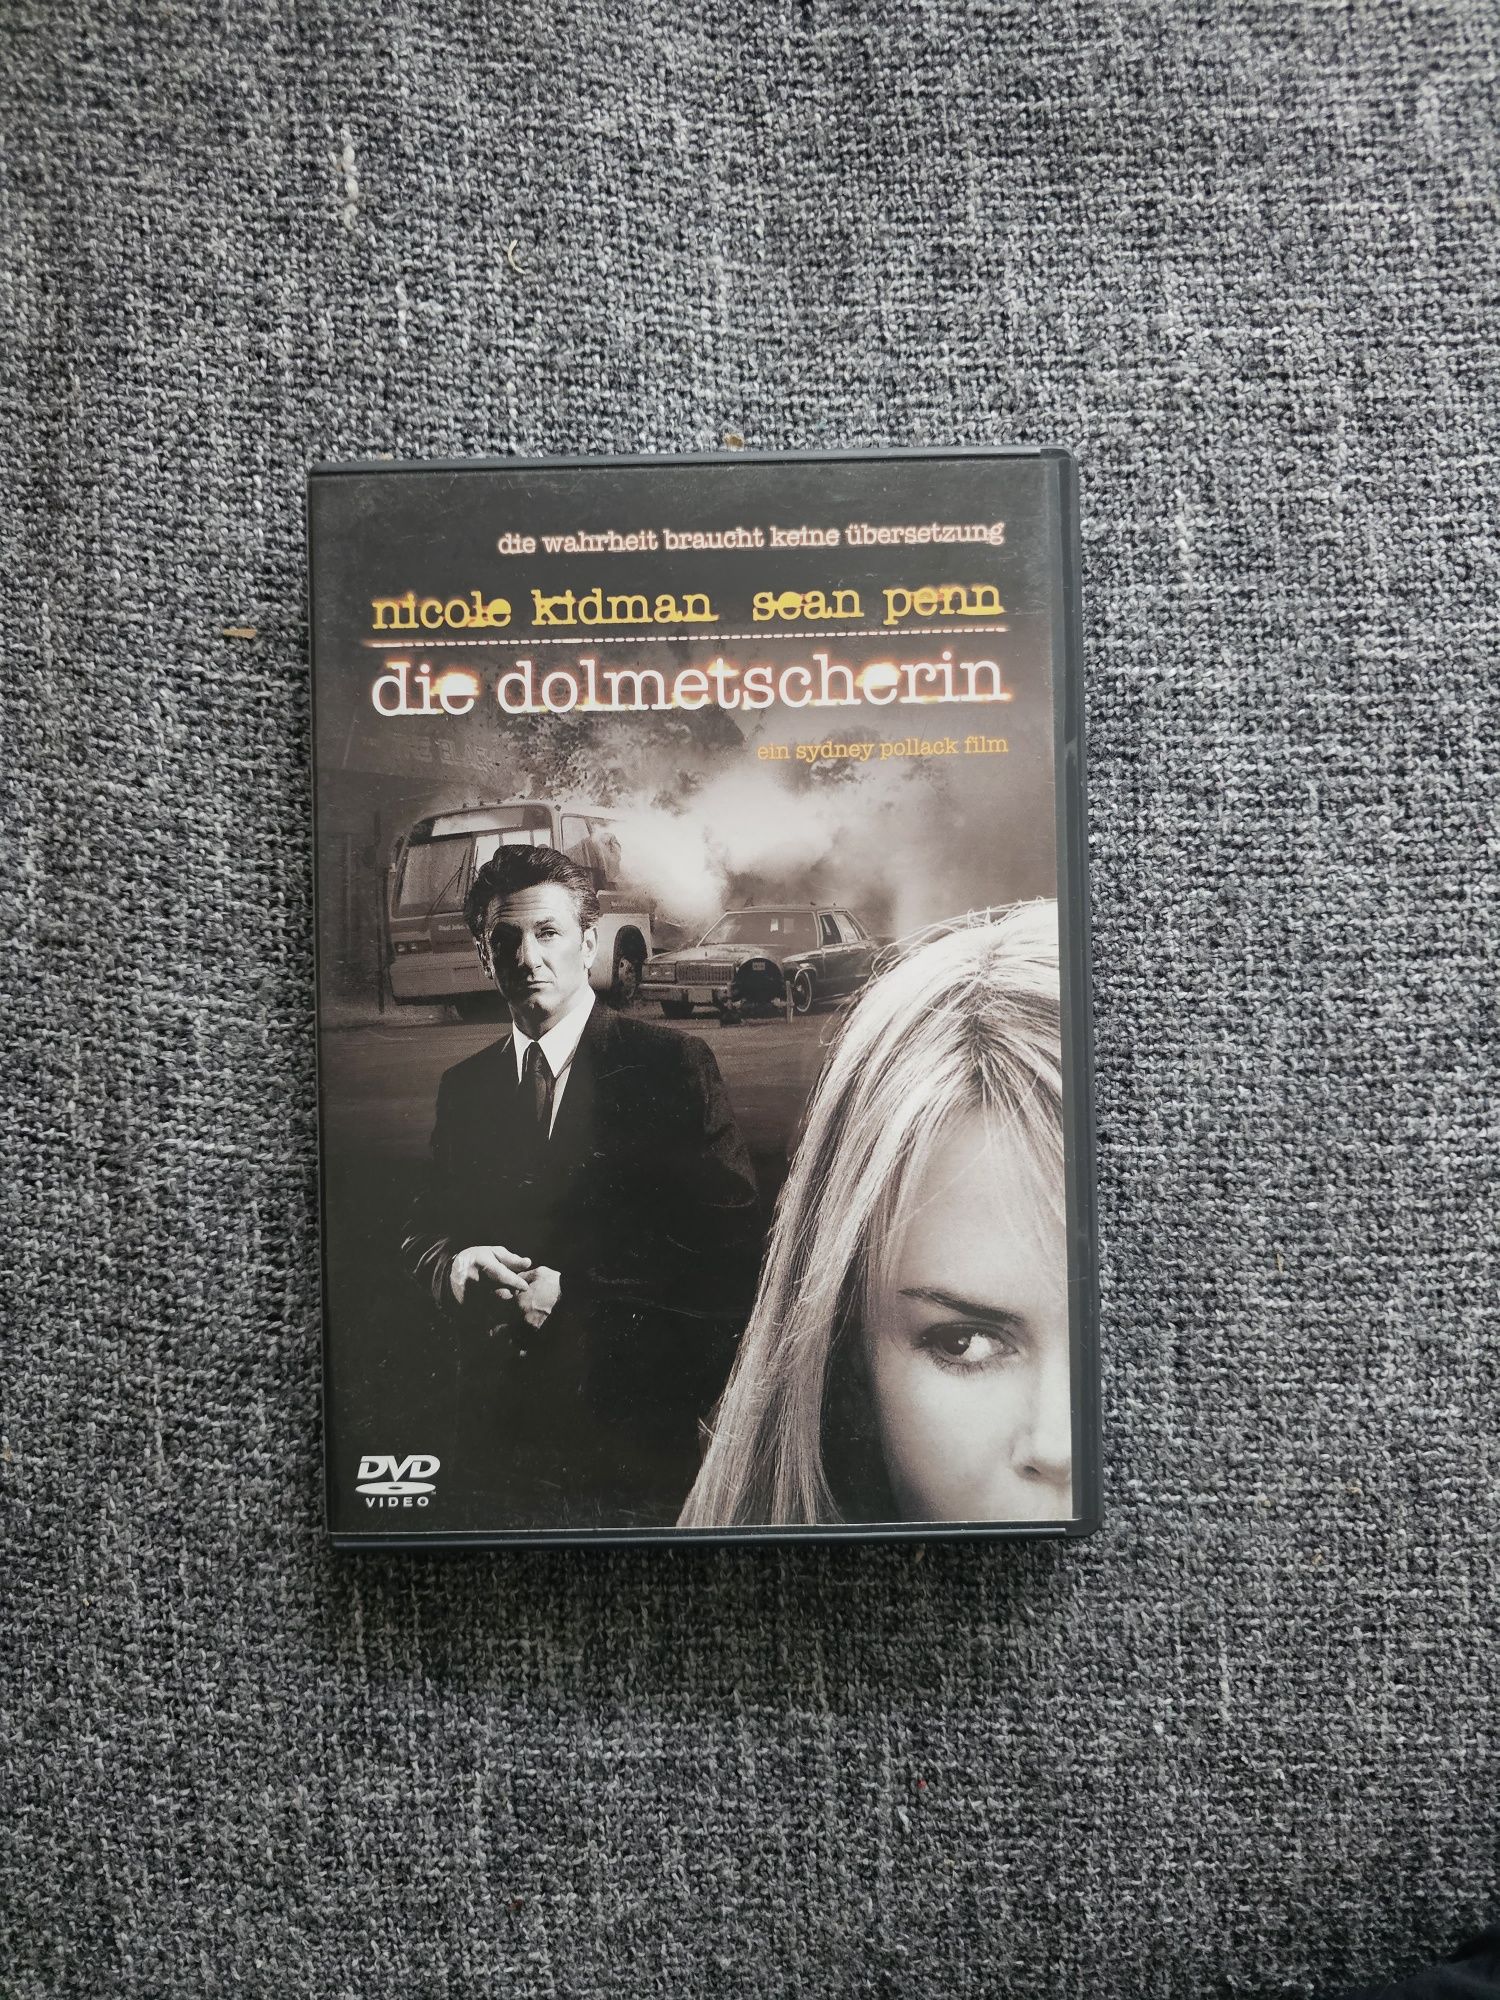 die wahrheit braucht keine übersetzung
nicole kidman sean penn
die dolmetscherin
ein sydney pollack film
DVD
VIDEO